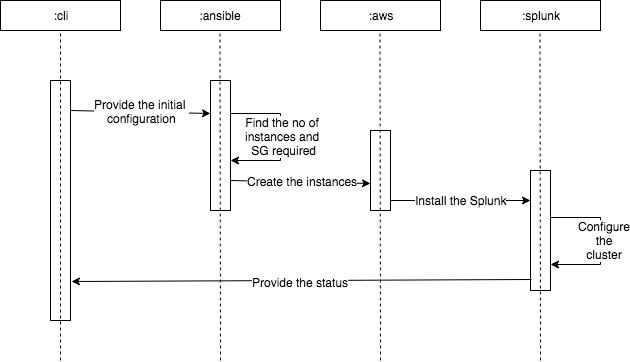 :cli
:ansible
:aws
:splunk
Provide the initial
configuration
Find the no of
instances and
SG required
Create the instances
Install the Splunk
Configure
the
cluster
Provide the status